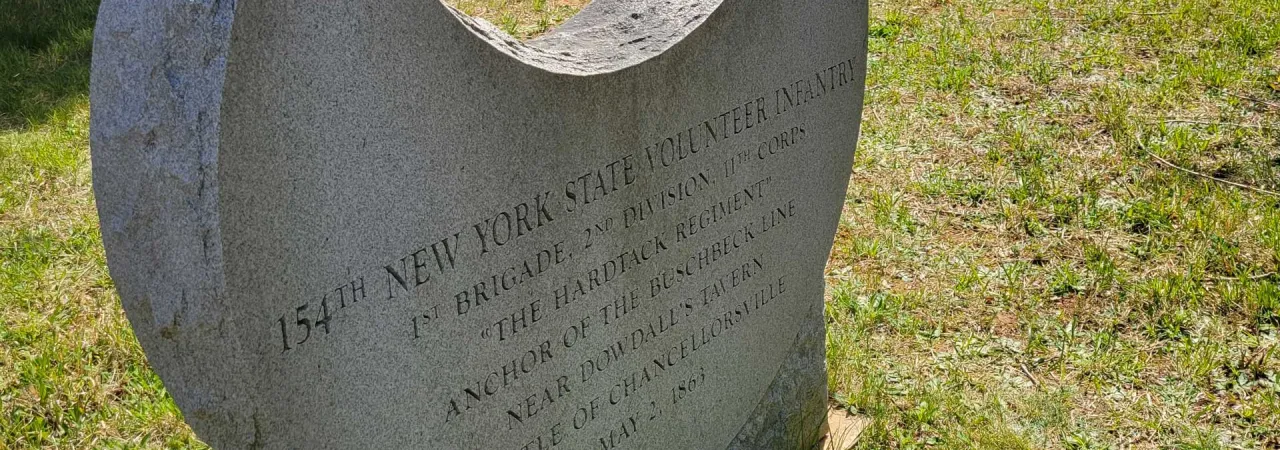 154TH NEW YORK STATE VOLUNTEER INFANTRY
1ST BRIGADE, 2ND DIVISION, 11TH CORPS
"THE HARDTACK REGIMENT"
ANCHOR OF THE BUSCHBECK LINE
NEAR DOWDALL'S TAVERN
TLE OF CHANCELLORSVILLE
MAY 2, 1863